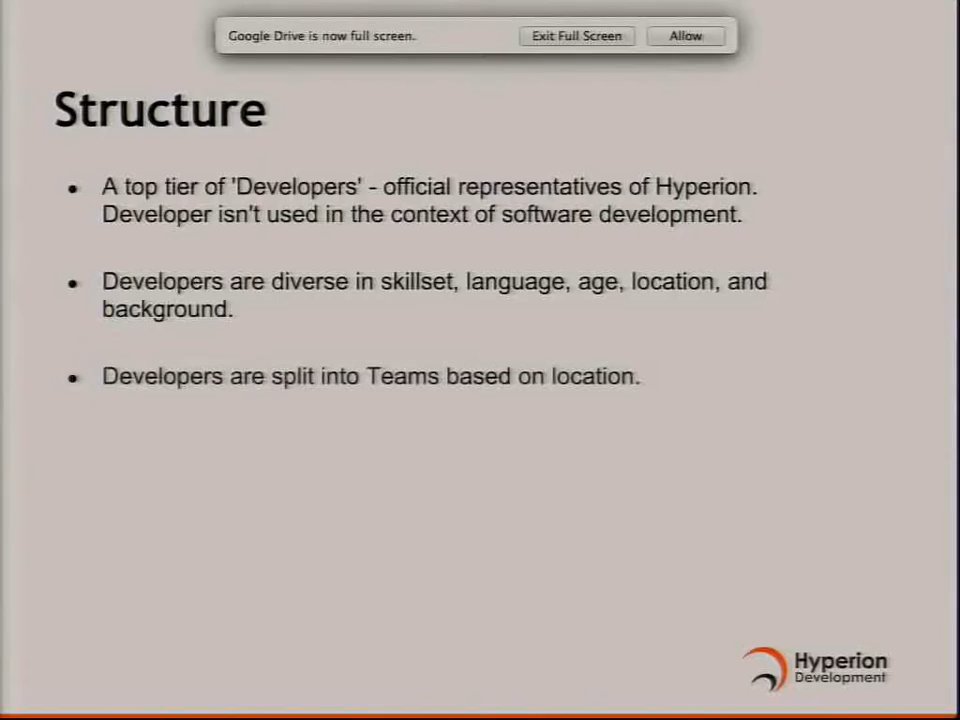 Google Drive is now full screen. Exit Full Screen Allow
Structure
• A top tier of 'Developers' - official representatives of Hyperion.
Developer isn't used in the context of software development.
• Developers are diverse in skillset, language, age, location, and
background.
• Developers are split into Teams based on location.
Hyperion
Development